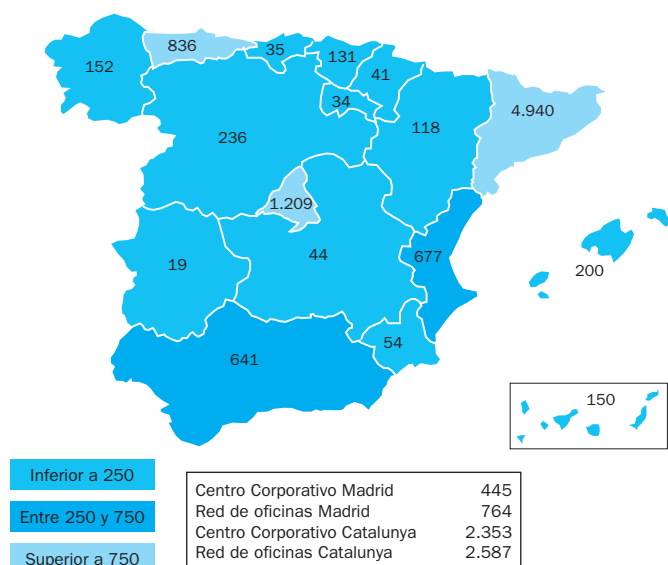 836
35
131
152
41
34
4.940
118
236
1.209
677
44
19
200
54
641
150
Inferior a 250
Entre 250 y 750
Superior a 750
Centro Corporativo Madrid 445
Red de oficinas Madrid 764
Centro Corporativo Catalunya 2.353
Red de oficinas Catalunya 2.587